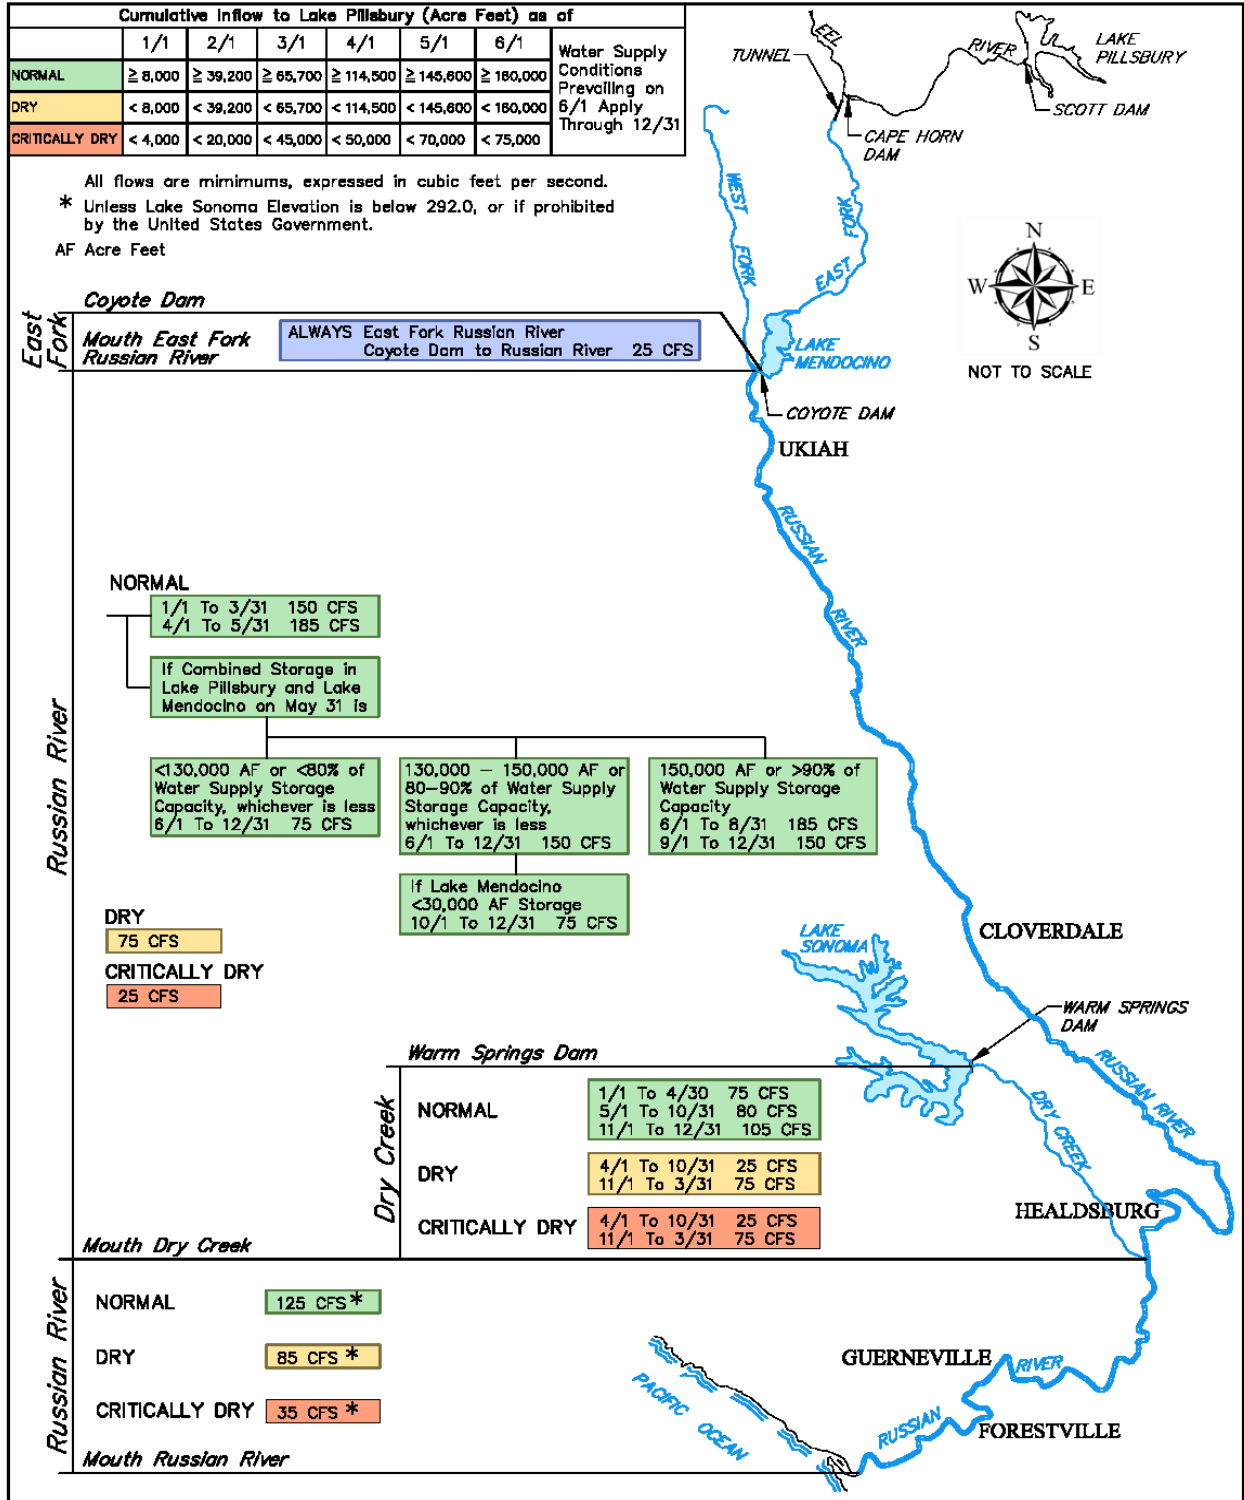 Cumulative Inflow to Lake Pillsbury (Acre Feet) as of
1/1 2/1 3/1 4/1 5/1 6/1
Water Supply
Conditions
Prevailing on
6/1 Apply
Through 12/31
NORMAL ≧ 8,000 ≧ 39,200 ≧ 65,700 ≧ 114,500 ≧ 145,600 ≧ 160,000
DRY < 8,000 < 39,200 < 65,700 < 114,500 < 145,600 < 160,000
CRITICALLY DRY < 4,000 < 20,000 < 45,000 < 50,000 < 70,000 < 75,000
All flows are mimimums, expressed in cubic feet per second.
* Unless Lake Sonoma Elevation is below 292.0, or if prohibited
by the United States Government.
AF Acre Feet
EEL
RIVER
TUNNEL
LAKE
PILLSBURY
SCOTT DAM
CAPE HORN
DAM
WEST
FORK
EAST
FORK
N
W E
S
NOT TO SCALE
East
Fork
Coyote Dam
Mouth East Fork
Russian River
ALWAYS East Fork Russian River
Coyote Dam to Russian River 25 CFS
LAKE
MENDOCINO
COYOTE DAM
UKIAH
RUSSIAN
RIVER
Russian River
NORMAL
1/1 To 3/31 150 CFS
4/1 To 5/31 185 CFS
If Combined Storage in
Lake Pillsbury and Lake
Mendocino on May 31 is
<130,000 AF or <80% of
Water Supply Storage
Capacity, whichever is less
6/1 To 12/31 75 CFS
130,000 – 150,000 AF or
80–90% of Water Supply
Storage Capacity,
whichever is less
6/1 To 12/31 150 CFS
150,000 AF or >90% of
Water Supply Storage
Capacity
6/1 To 8/31 185 CFS
9/1 To 12/31 150 CFS
If Lake Mendocino
<30,000 AF Storage
10/1 To 12/31 75 CFS
DRY
75 CFS
CRITICALLY DRY
25 CFS
CLOVERDALE
LAKE
SONOMA
WARM SPRINGS
DAM
RUSSIAN RIVER
DRY CREEK
HEALDSBURG
Warm Springs Dam
Dry Creek
NORMAL
1/1 To 4/30 75 CFS
5/1 To 10/31 80 CFS
11/1 To 12/31 105 CFS
DRY
4/1 To 10/31 25 CFS
11/1 To 3/31 75 CFS
CRITICALLY DRY
4/1 To 10/31 25 CFS
11/1 To 3/31 75 CFS
Mouth Dry Creek
Russian River
NORMAL 125 CFS*
DRY 85 CFS *
CRITICALLY DRY 35 CFS *
Mouth Russian River
GUERNEVILLE
RIVER
RUSSIAN
FORESTVILLE
PACIFIC OCEAN